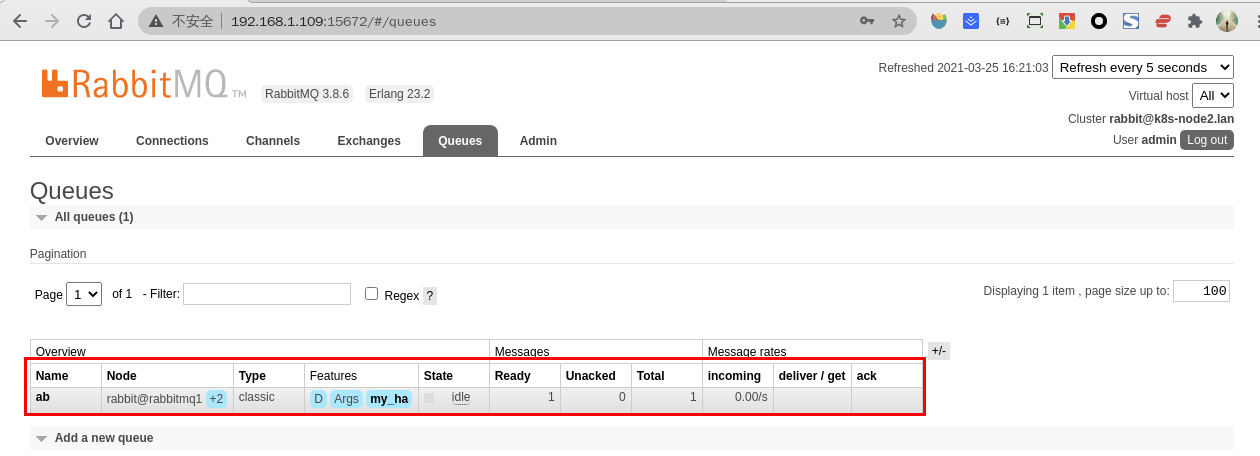 不安全 192.168.1.109:15672/#/queues
RabbitMQ TM RabbitMQ 3.8.6 Erlang 23.2
Refreshed 2021-03-25 16:21:03 Refresh every 5 seconds
Virtual host All
Cluster rabbit@k8s-node2.lan
User admin Log out
Overview Connections Channels Exchanges Queues Admin
Queues
All queues (1)
Pagination
Page 1 of 1 - Filter: Regex ? Displaying 1 item , page size up to: 100
Overview Messages Message rates +/-
Name Node Type Features State Ready Unacked Total incoming deliver / get ack
ab rabbit@rabbitmq1 +2 classic D Args my_ha idle 1 0 1 0.00/s
Add a new queue